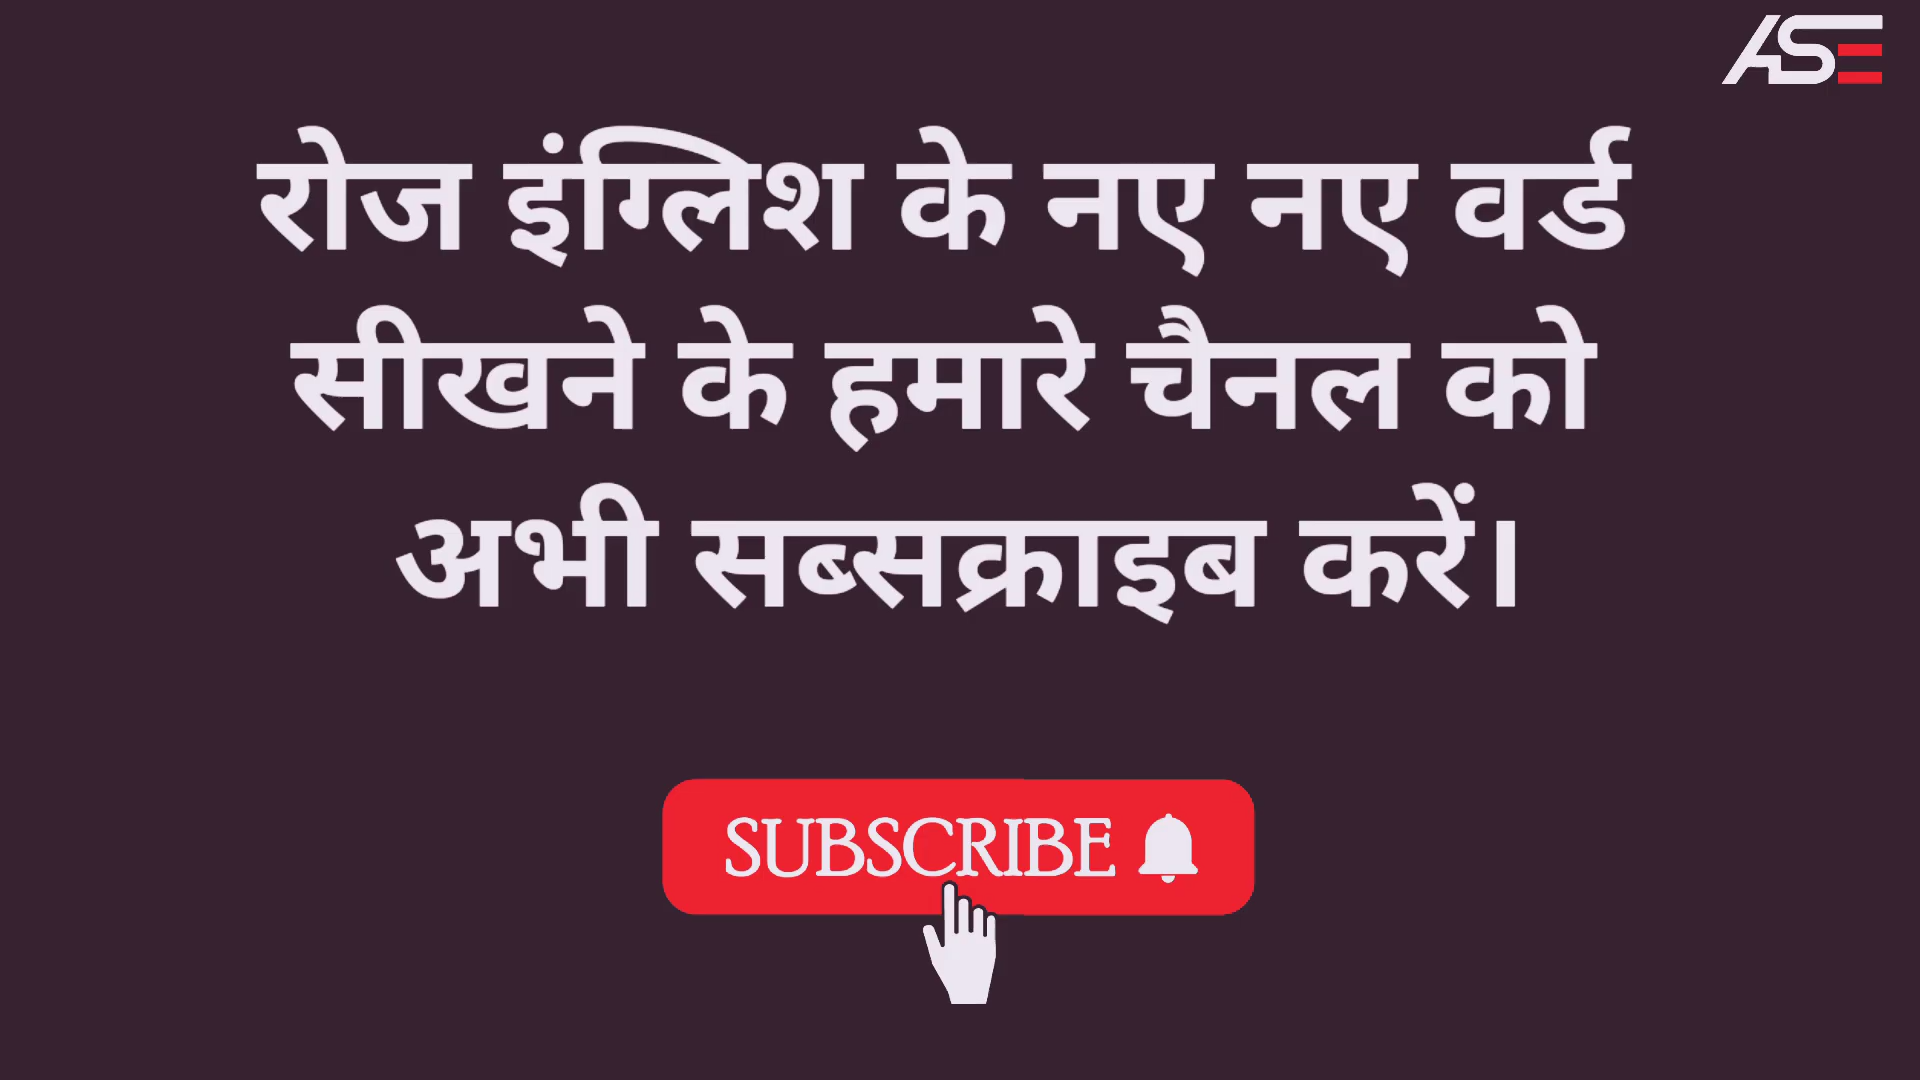 ASE
रोज इंग्लिश के नए नए वर्ड
सीखने के हमारे चैनल को
अभी सब्सक्राइब करें।
SUBSCRIBE